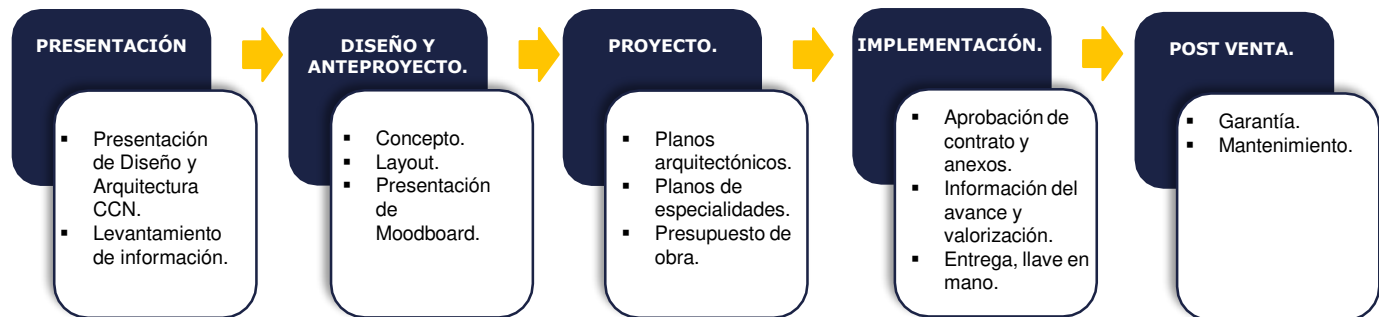 PRESENTACIÓN
▪ Presentación
de Diseño y
Arquitectura
CCN.
▪ Levantamiento
de información.
DISEÑO Y
ANTEPROYECTO.
▪ Concepto.
▪ Layout.
▪ Presentación
de
Moodboard.
PROYECTO.
▪ Planos
arquitectónicos.
▪ Planos de
especialidades.
▪ Presupuesto de
obra.
IMPLEMENTACIÓN.
▪ Aprobación de
contrato y
anexos.
▪ Información del
avance y
valorización.
▪ Entrega, llave en
mano.
POST VENTA.
▪ Garantía.
▪ Mantenimiento.